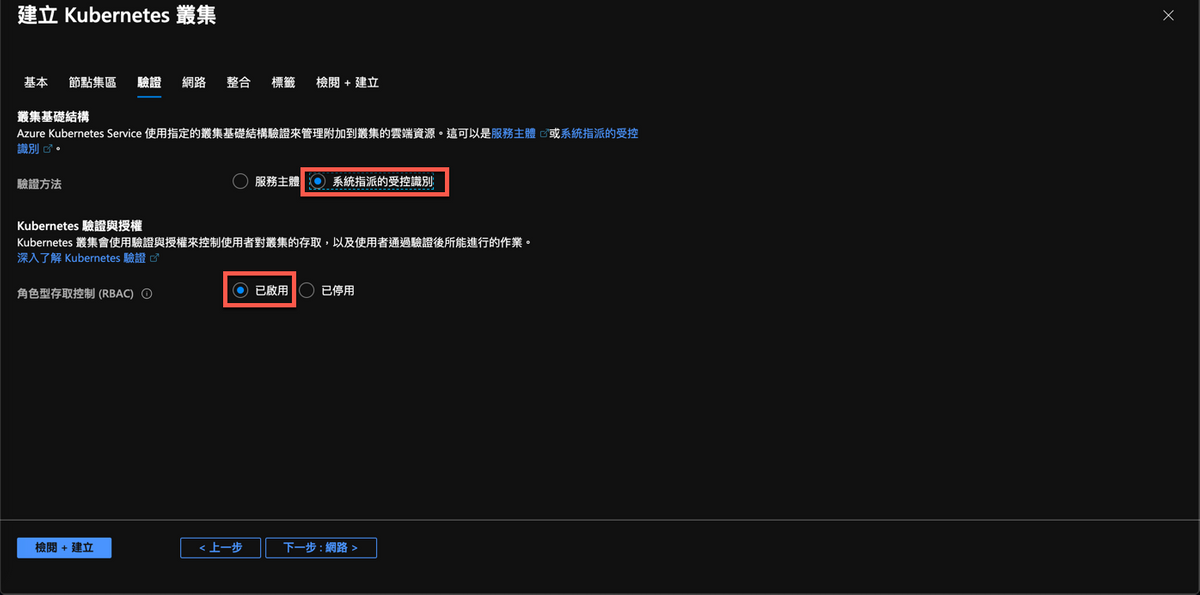 建立 Kubernetes 叢集
基本 節點集區 驗證 網路 整合 標籤 檢閱 + 建立
叢集基礎結構
Azure Kubernetes Service 使用指定的叢集基礎結構驗證來管理附加到叢集的雲端資源。這可以是服務主體 或系統指派的受控
識別 。
驗證方法 服務主體 系統指派的受控識別
Kubernetes 驗證與授權
Kubernetes 叢集會使用驗證與授權來控制使用者對叢集的存取，以及使用者通過驗證後所能進行的作業。
深入了解 Kubernetes 驗證
角色型存取控制 (RBAC) 已啟用 已停用
檢閱 + 建立 < 上一步 下一步 : 網路 >